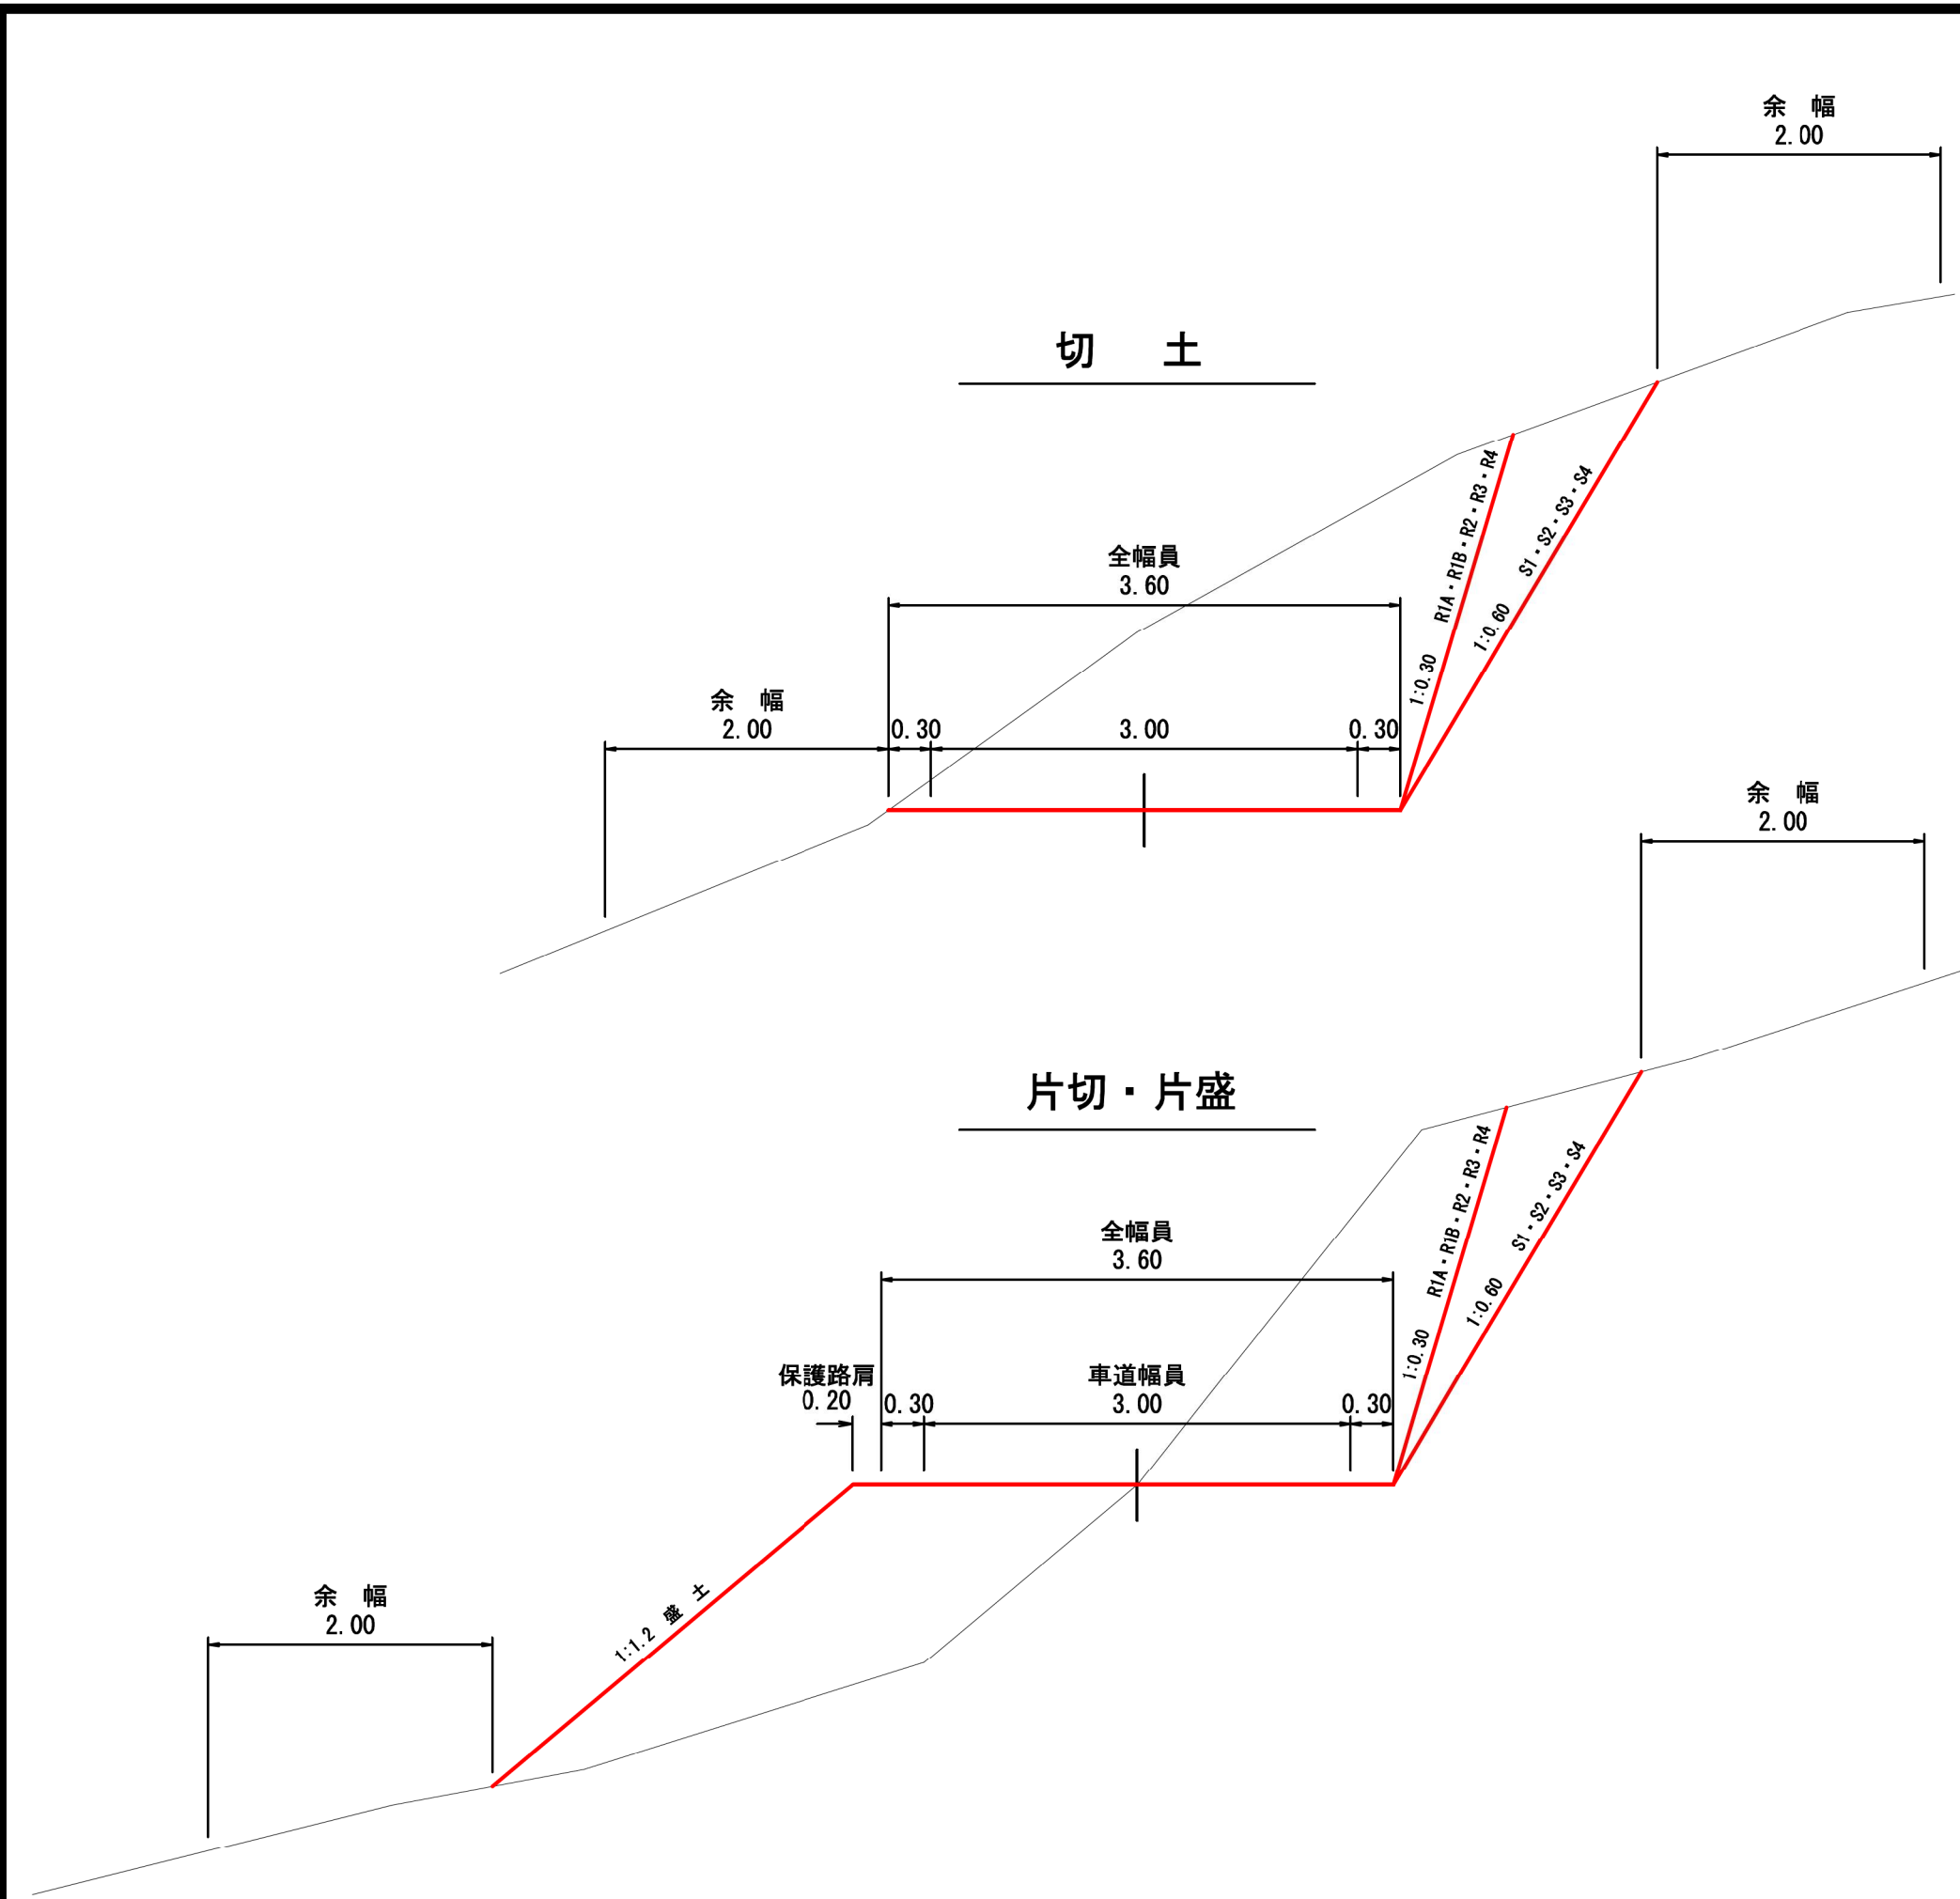 余 幅
2.00
切 土
R1A・R1B・R2・R3・R4
S1・S2・S3・S4
全幅員
3.60
1:0.30
1:0.60
余 幅
2.00
0.30
3.00
0.30
余 幅
2.00
片切・片盛
R1A・R1B・R2・R3・R4
S1・S2・S3・S4
全幅員
3.60
1:0.30
1:0.60
保護路肩
0.20
0.30
車道幅員
3.00
0.30
1:1.2 盛 土
余 幅
2.00